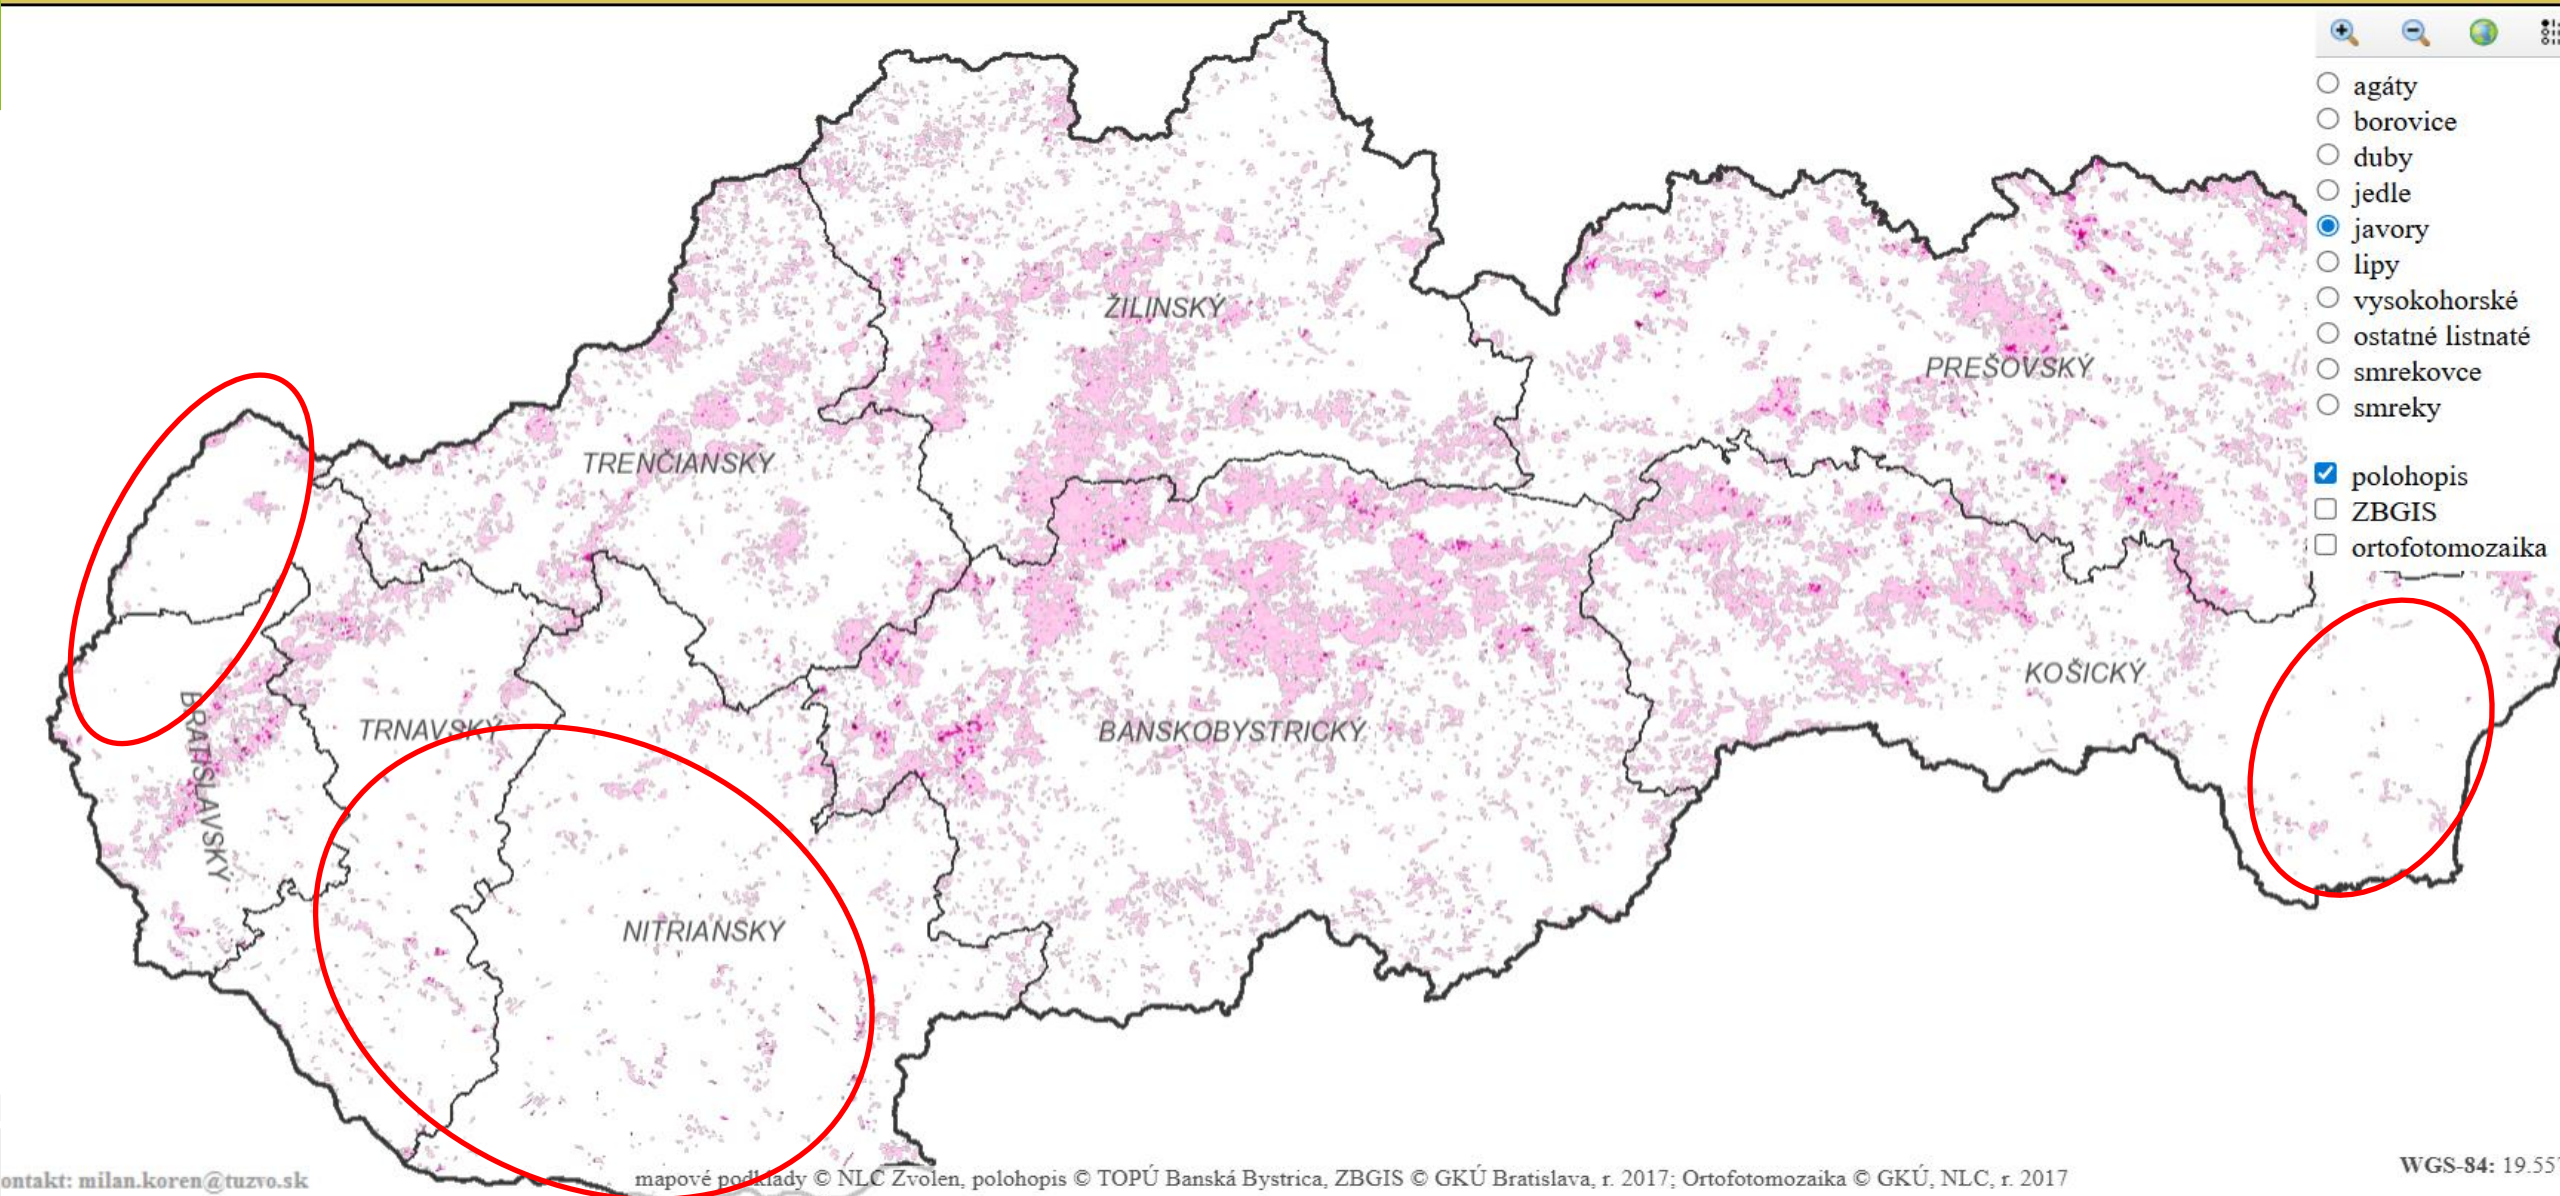 agáty
borovice
duby
jedle
javory
lipy
vysokohorské
ostatné listnaté
smrekovce
smreky
polohopis
ZBGIS
ortofotomozaika
ŽILINSKÝ
PREŠOVSKÝ
TRENČIANSKY
KOŠICKÝ
BRATISLAVSKÝ
TRNAVSKÝ
BANSKOBYSTRICKÝ
NITRIANSKY
WGS-84: 19.557
ontakt: milan.koren@tuzvo.sk
mapové podklady © NLC Zvolen, polohopis © TOPÚ Banská Bystrica, ZBGIS © GKÚ Bratislava, r. 2017; Ortofotomozaika © GKÚ, NLC, r. 2017